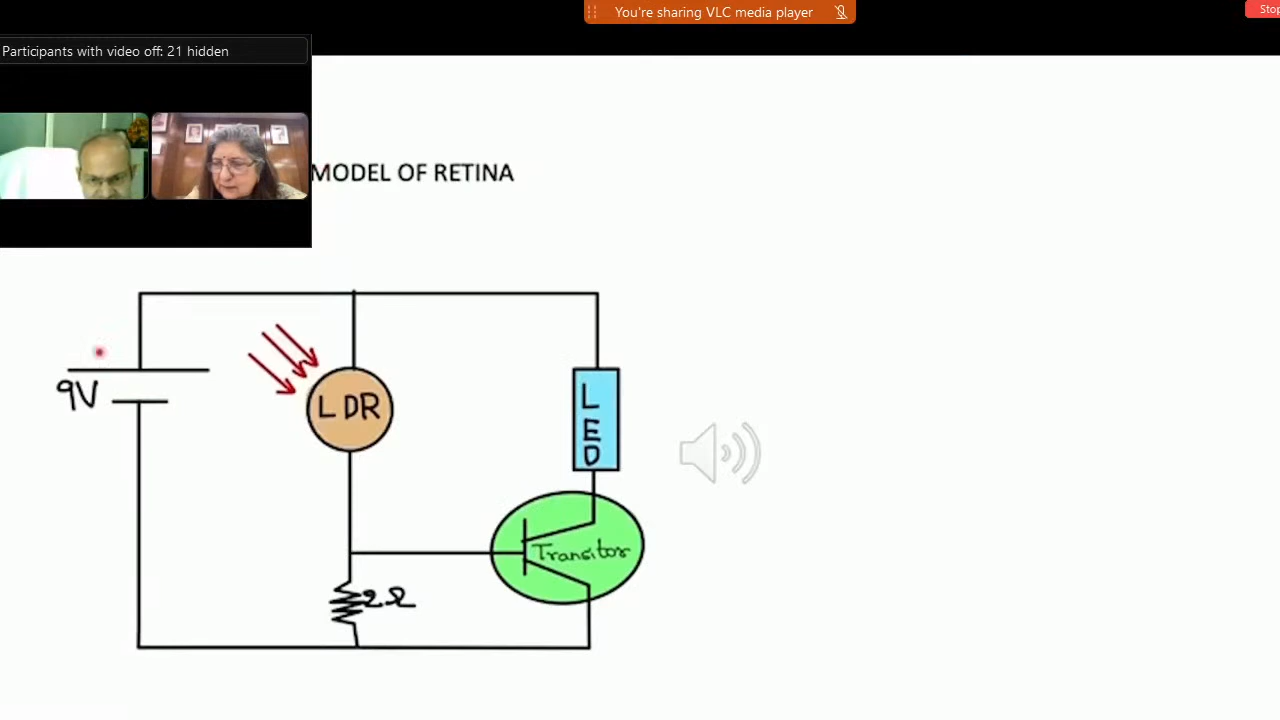 You're sharing VLC media player
Stop
Participants with video off: 21 hidden
MODEL OF RETINA
9V
LDR
LED
Transitor
2Ω